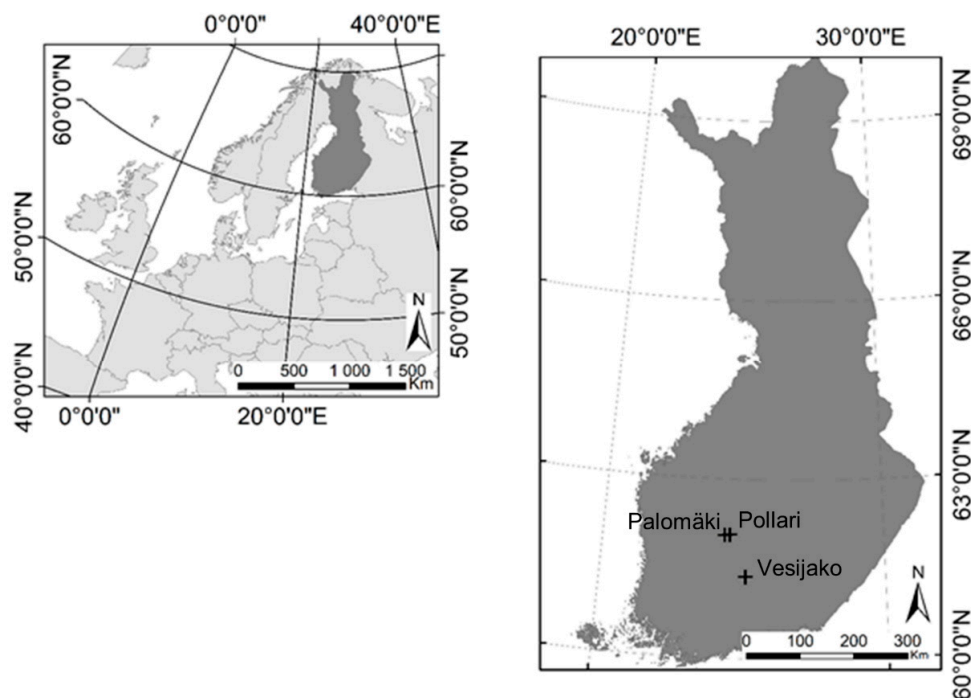 0°0'0"
40°0'0"E
60°0'0"N
60°0'0"N
50°0'0"N
50°0'0"N
40°0'0"N
N
0 500 1 000 1 500
Km
0°0'0"
20°0'0"E
20°0'0"E
30°0'0"E
69°0'0"N
66°0'0"N
63°0'0"N
60°0'0"N
Palomäki
Pollari
Vesijako
N
0 100 200 300
Km